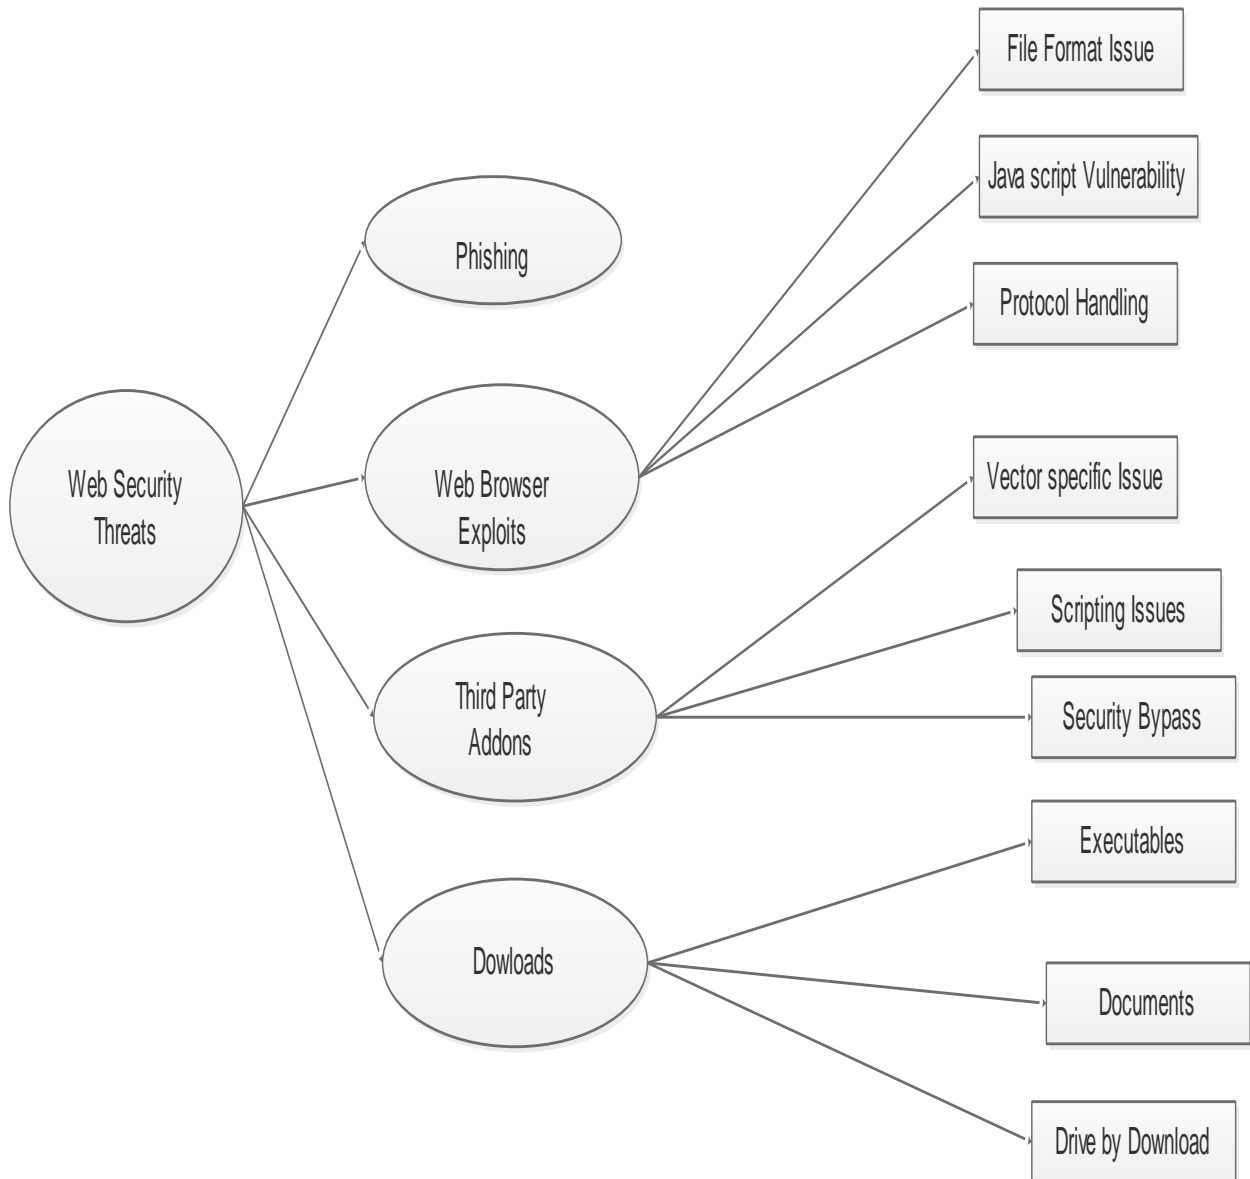 File Format Issue
Java script Vulnerability
Phishing
Protocol Handling
Web Security
Threats
Web Browser
Exploits
Vector specific Issue
Scripting Issues
Third Party
Addons
Security Bypass
Executables
Dowloads
Documents
Drive by Download